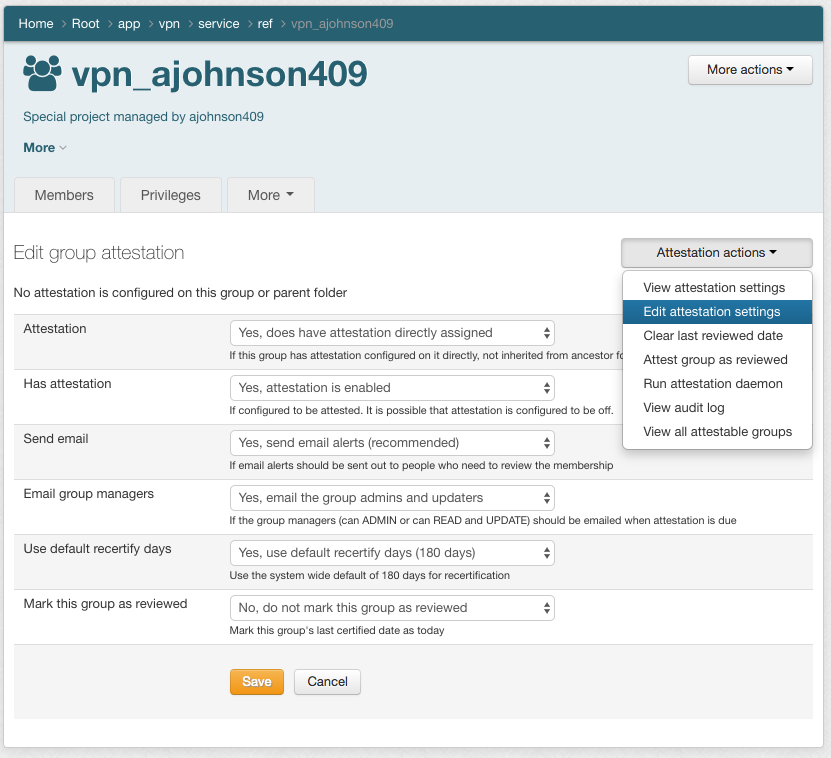 Home > Root > app > vpn > service > ref > vpn_ajohnson409
vpn_ajohnson409
More actions
Special project managed by ajohnson409
More
Members Privileges More
Edit group attestation
Attestation actions
View attestation settings
Edit attestation settings
Clear last reviewed date
Attest group as reviewed
Run attestation daemon
View audit log
View all attestable groups
No attestation is configured on this group or parent folder
Attestation Yes, does have attestation directly assigned
If this group has attestation configured on it directly, not inherited from ancestor
Has attestation Yes, attestation is enabled
If configured to be attested. It is possible that attestation is configured to be off.
Send email Yes, send email alerts (recommended)
If email alerts should be sent out to people who need to review the membership
Email group managers Yes, email the group admins and updaters
If the group managers (can ADMIN or can READ and UPDATE) should be emailed when attestation is due
Use default recertify days Yes, use default recertify days (180 days)
Use the system wide default of 180 days for recertification
Mark this group as reviewed No, do not mark this group as reviewed
Mark this group's last certified date as today
Save Cancel